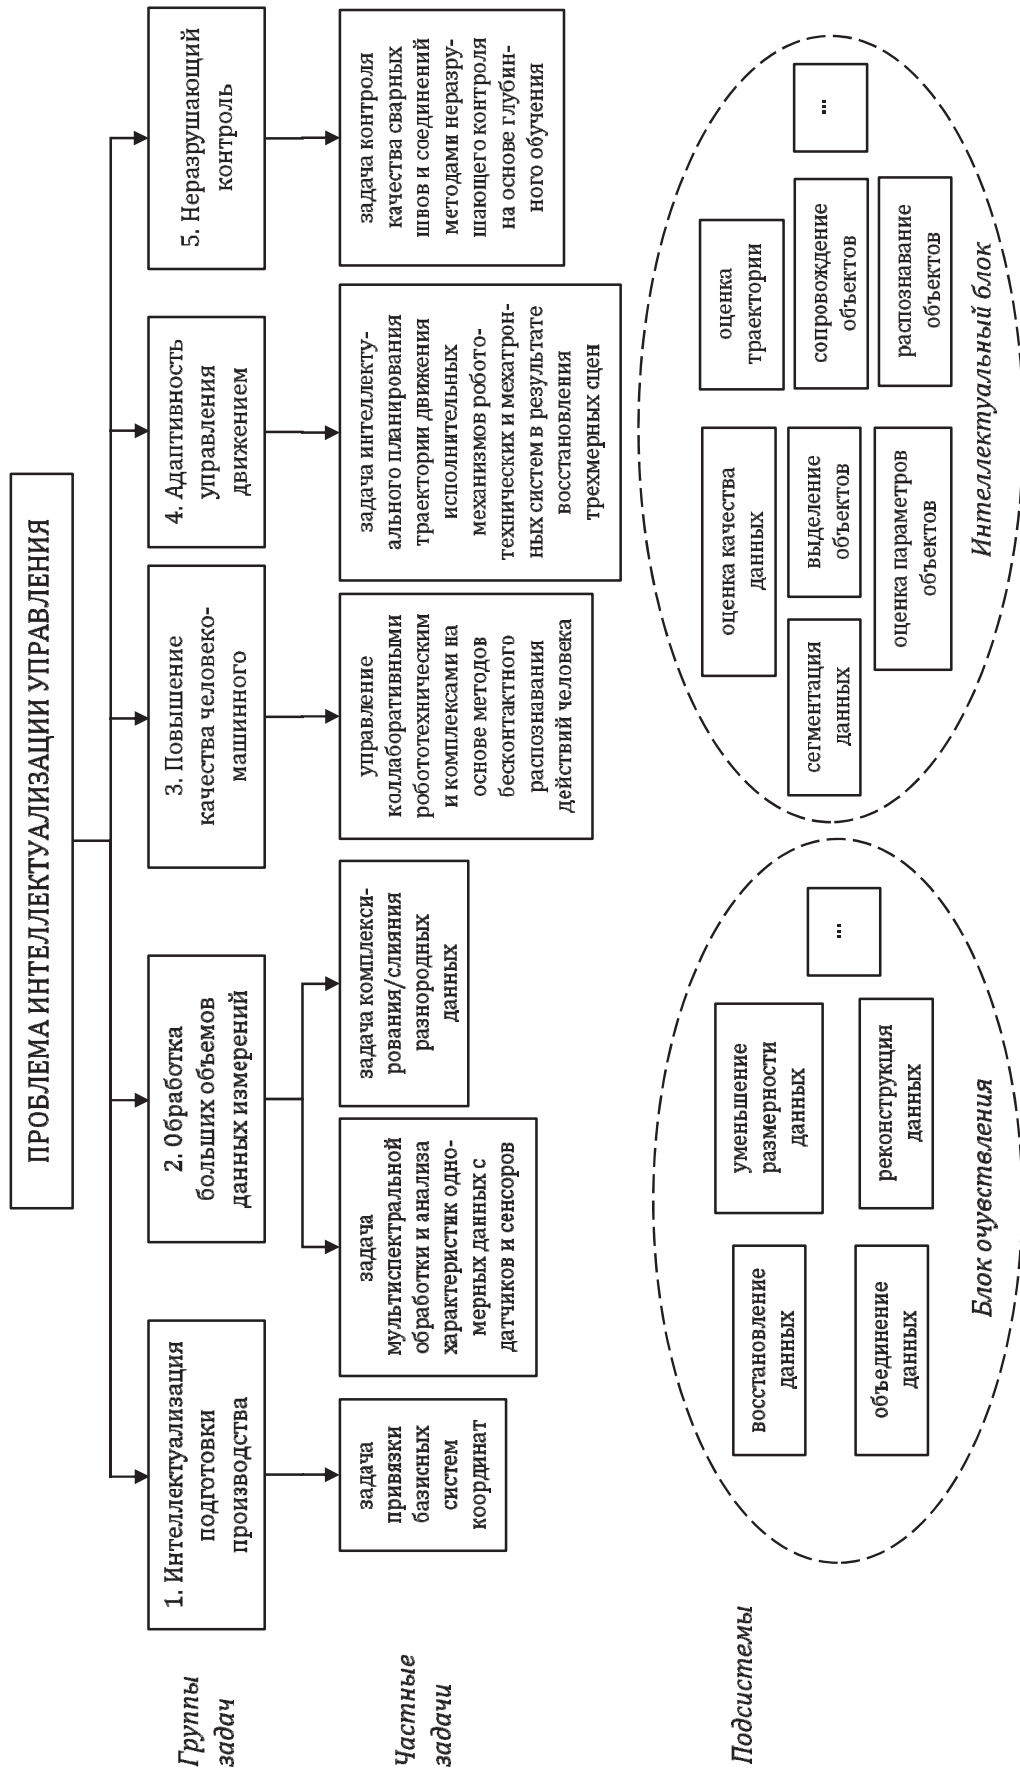 ПРОБЛЕМА ИНТЕЛЛЕКТУАЛИЗАЦИИ УПРАВЛЕНИЯ
Группы
задач
1. Интеллектуализация
подготовки
производства
2. Обработка
больших объемов
данных измерений
3. Повышение
качества человеко-
машинного
4. Адаптивность
управления
движением
5. Неразрушающий
контроль
Частные
задачи
задача
привязки
базисных
систем
координат
задача
мультиспектральной
обработки и анализа
характеристик одно-
мерных данных с
датчиков и сенсоров
задача комплекси-
рования/слияния
разнородных
данных
управление
коллаборативными
робототехническим
и комплексами на
основе методов
бесконтактного
распознавания
действий человека
задача интеллекту-
ального планирования
траектории движения
исполнительных
механизмов робото-
технических и мехатрон-
ных систем в результате
восстановления
трехмерных сцен
задача контроля
качества сварных
швов и соединений
методами неразру-
шающего контроля
на основе глубин-
ного обучения
Подсистемы
восстановление
данных
уменьшение
размерности
данных
...
объединение
данных
реконструкция
данных
Блок очувствления
оценка качества
данных
оценка
траектории
сегментация
данных
выделение
объектов
сопровождение
объектов
...
оценка параметров
объектов
распознавание
объектов
Интеллектуальный блок